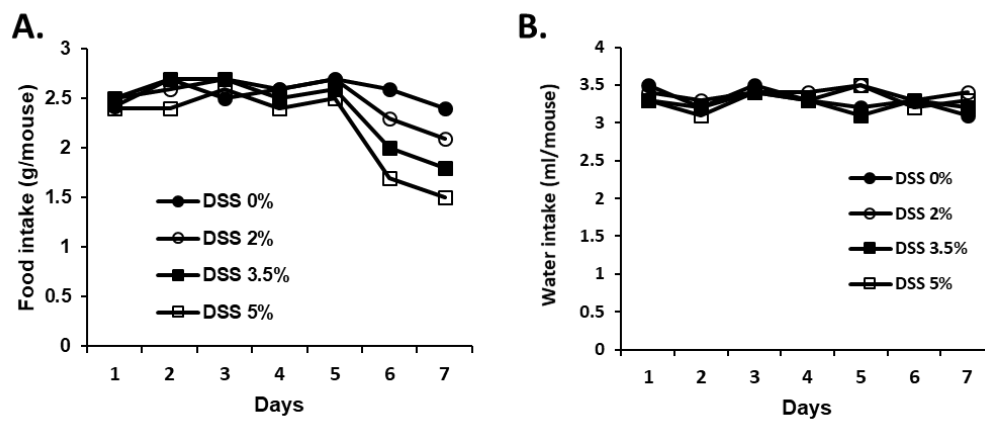 A.
3
2.5
2
1.5
1
0.5
0
Food intake (g/mouse)
DSS 0%
DSS 2%
DSS 3.5%
DSS 5%
1 2 3 4 5 6 7
Days
B.
4
3.5
3
2.5
2
1.5
1
0.5
0
Water intake (ml/mouse)
DSS 0%
DSS 2%
DSS 3.5%
DSS 5%
1 2 3 4 5 6 7
Days